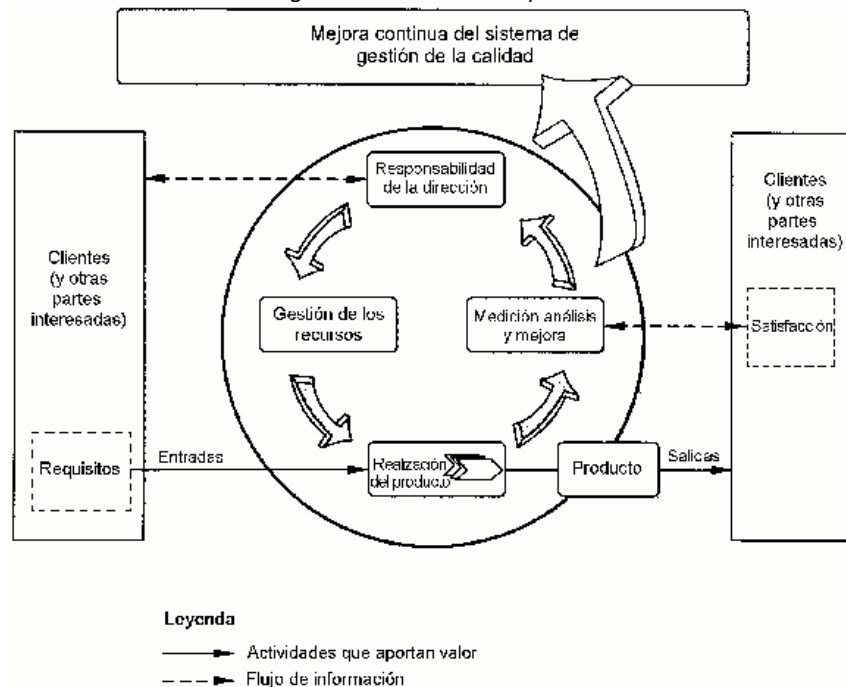 Mejora continua del sistema de
gestión de la calidad
Responsabilidad
de la dirección
Clientes
(y otras
partes
interesadas)
Clientes
(y otras
partes
interesadas)
Gestión de los
recursos
Medición análisis
y mejora
Satisfacción
Requisitos
Entradas
Realización
del producto
Producto
Salicas
Leyenda
Actividades que aportan valor
Flujo de información